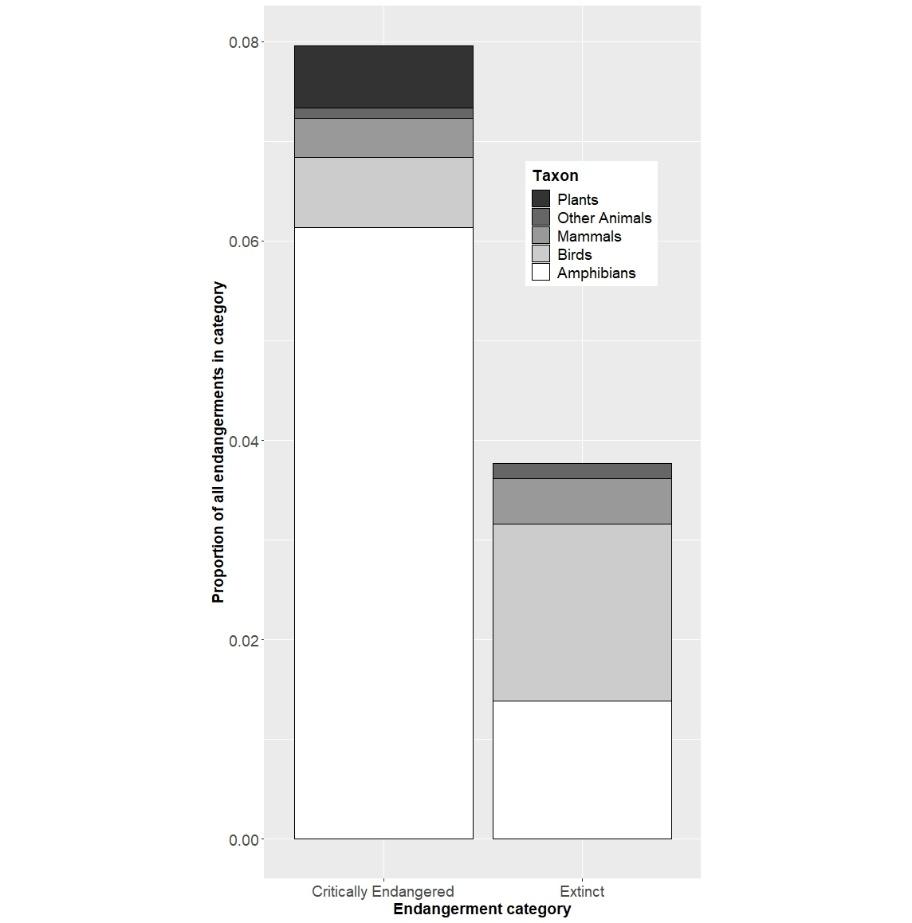 Proportion of all endangerments in category
0.08
0.06
0.04
0.02
0.00
Taxon
Plants
Other Animals
Mammals
Birds
Amphibians
Critically Endangered
Extinct
Endangerment category